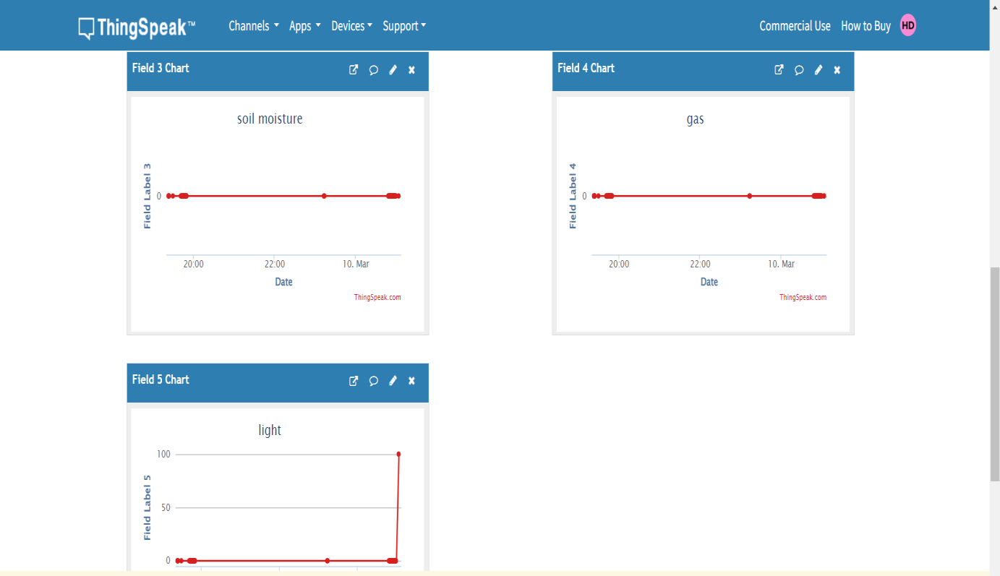 ThingSpeak™ Channels Apps Devices Support Commercial Use How to Buy HD
Field 3 Chart
soil moisture
Field Label 3
0
20:00 22:00 10. Mar
Date
ThingSpeak.com
Field 4 Chart
gas
Field Label 4
0
20:00 22:00 10. Mar
Date
ThingSpeak.com
Field 5 Chart
light
Field Label 5
100
50
0